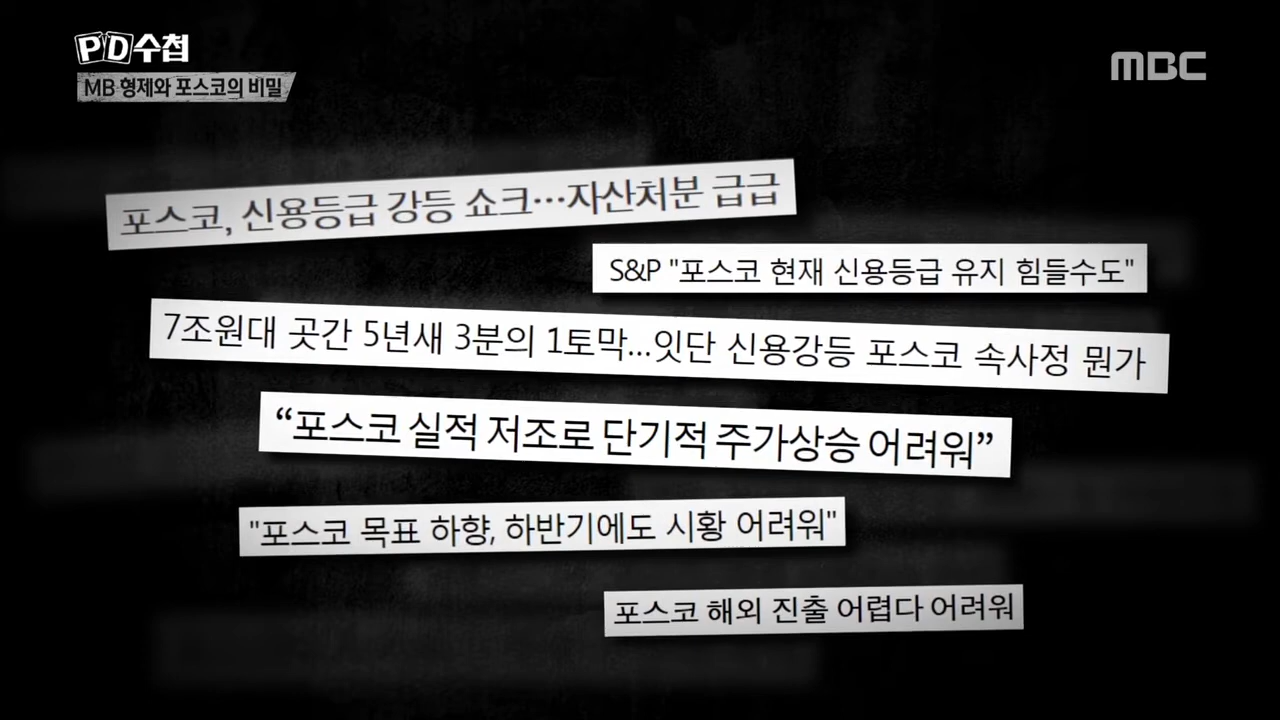 PD수첩
MBC
MB 형제와 포스코의 비밀
포스코, 신용등급 강등 쇼크…자산처분 급급
S&P "포스코 현재 신용등급 유지 힘들수도"
7조원대 곳간 5년새 3분의 1토막...잇단 신용강등 포스코 속사정 뭔가
“포스코 실적 저조로 단기적 주가상승 어려워”
"포스코 목표 하향, 하반기에도 시황 어려워"
포스코 해외 진출 어렵다 어려워